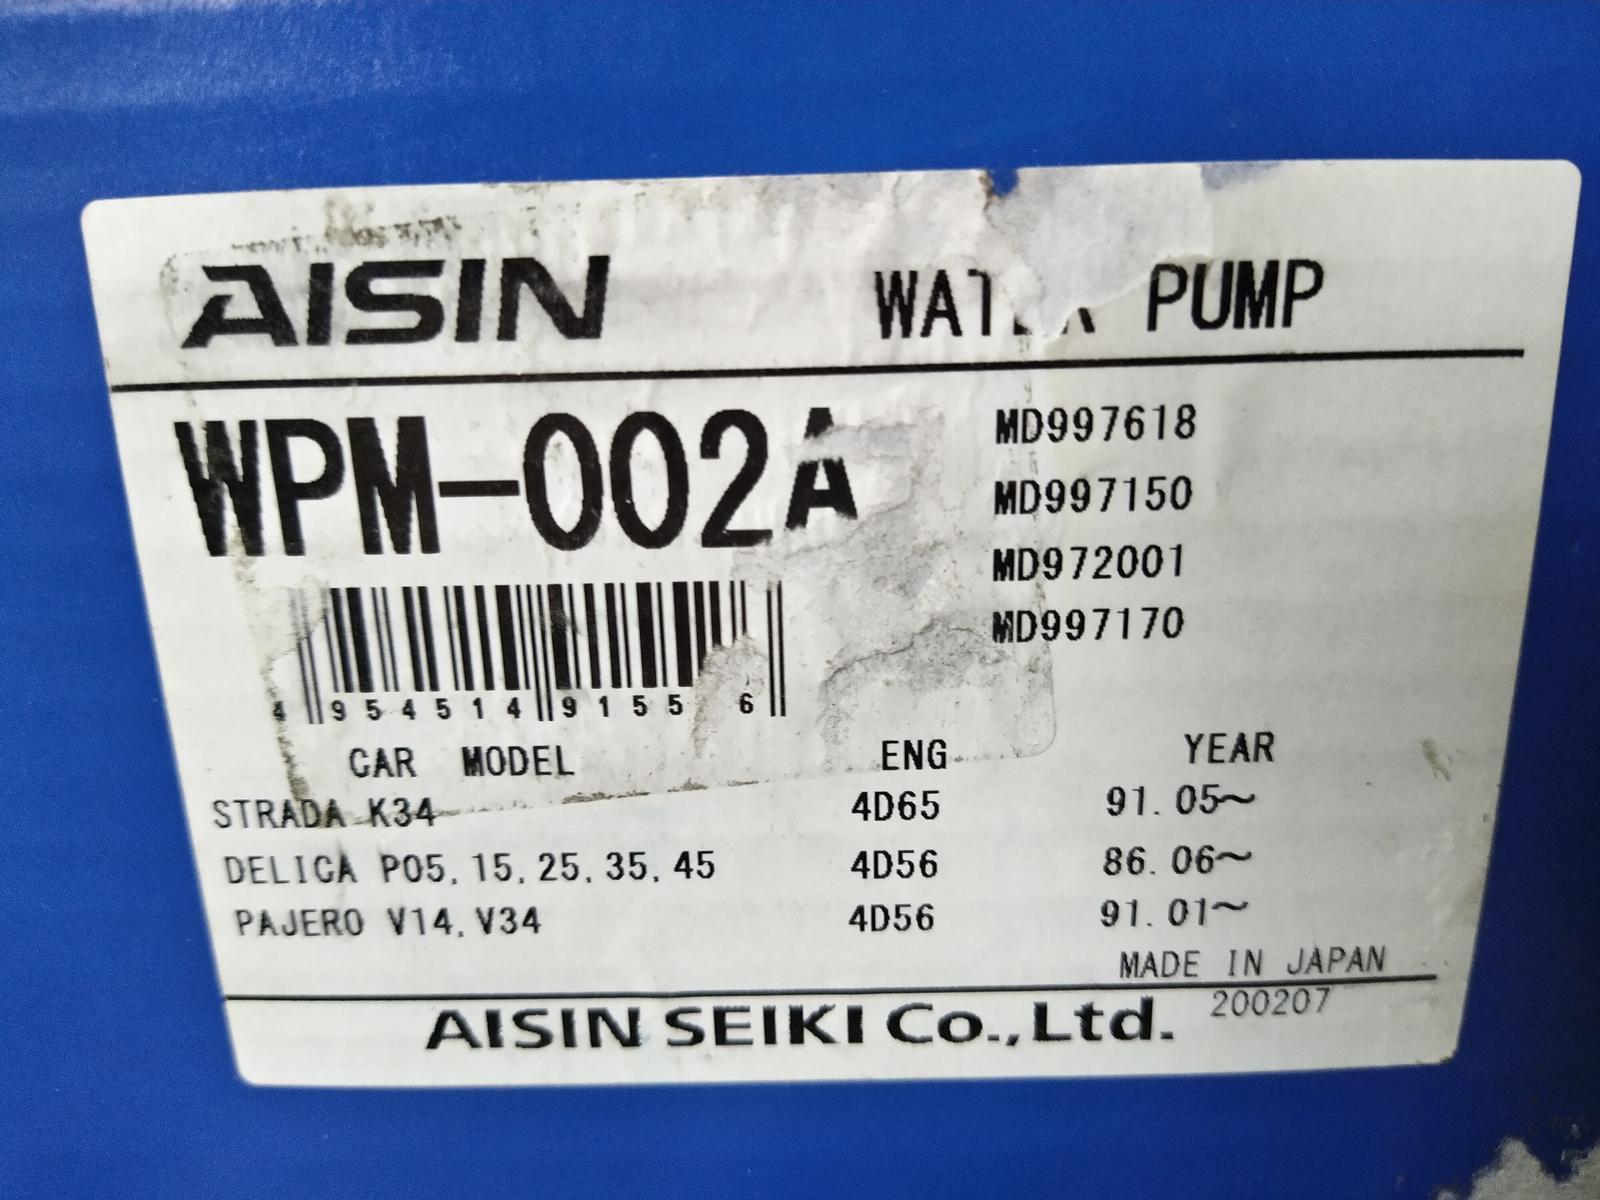 AISIN WATER PUMP
WPM-002A
MD997618
MD997150
MD972001
MD997170
4 954514 9155 6
CAR MODEL ENG YEAR
STRADA K34 4D65 91.05~
DELICA P05,15,25,35,45 4D56 86.06~
PAJERO V14,V34 4D56 91.01~
MADE IN JAPAN
AISIN SEIKI Co.,Ltd. 200207